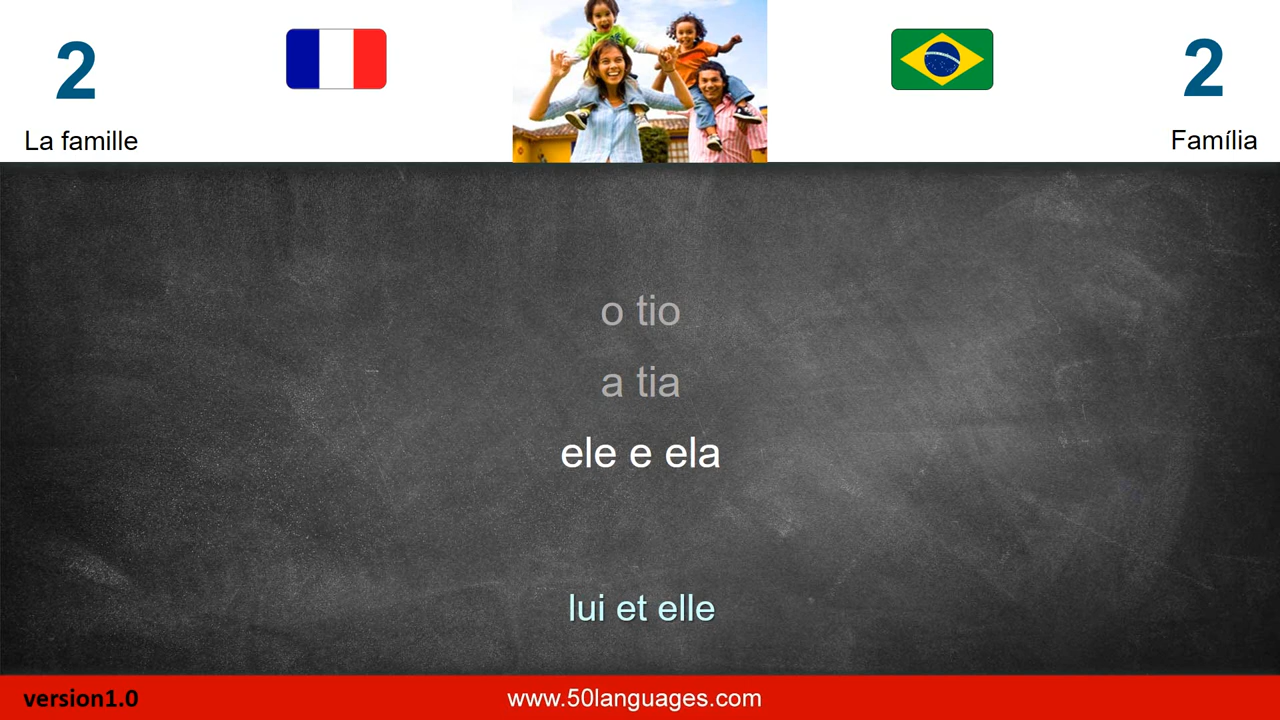 2
La famille
2
Família
o tio
a tia
ele e ela
lui et elle
version1.0
www.50languages.com